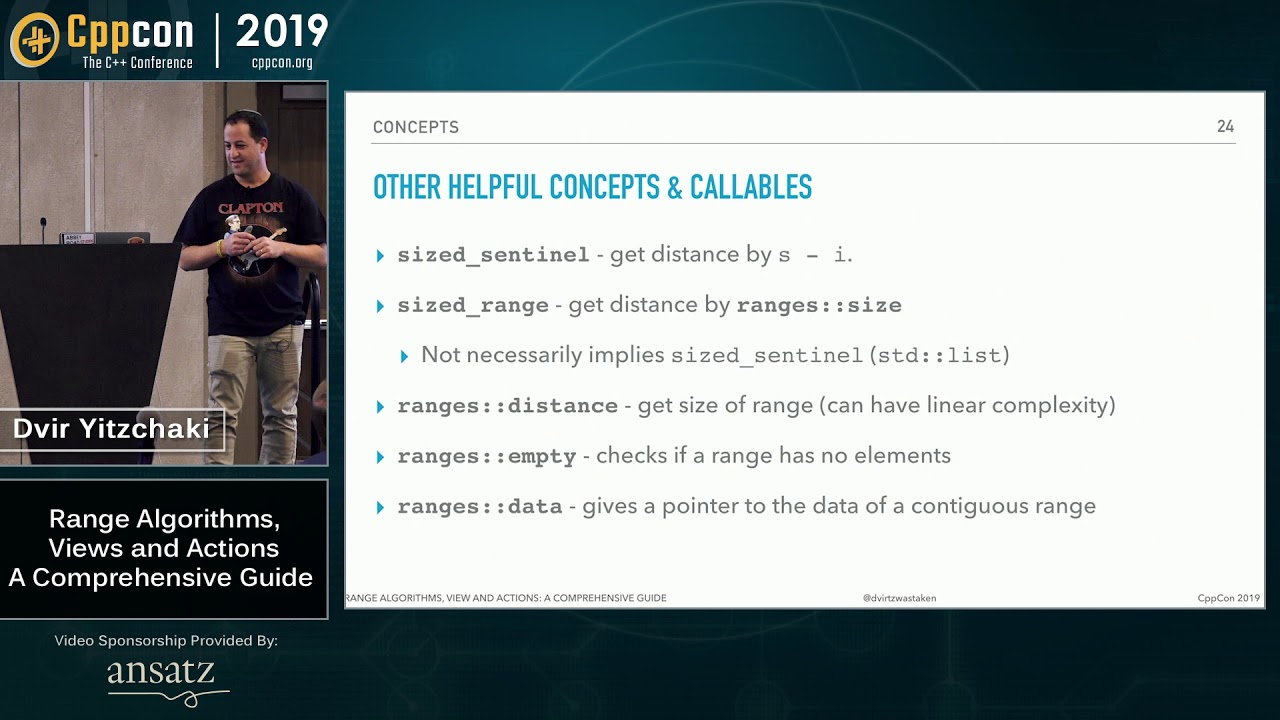 Cppcon
The C++ Conference
2019
cppcon.org
CLAPTON
Dvir Yitzchaki
Range Algorithms,
Views and Actions
A Comprehensive Guide
Video Sponsorship Provided By:
ansatz
CONCEPTS
24
OTHER HELPFUL CONCEPTS & CALLABLES
sized_sentinel - get distance by s - i.
sized_range - get distance by ranges::size
Not necessarily implies sized_sentinel (std::list)
ranges::distance - get size of range (can have linear complexity)
ranges::empty - checks if a range has no elements
ranges::data - gives a pointer to the data of a contiguous range
RANGE ALGORITHMS, VIEW AND ACTIONS: A COMPREHENSIVE GUIDE
@dvirtzwastaken
CppCon 2019